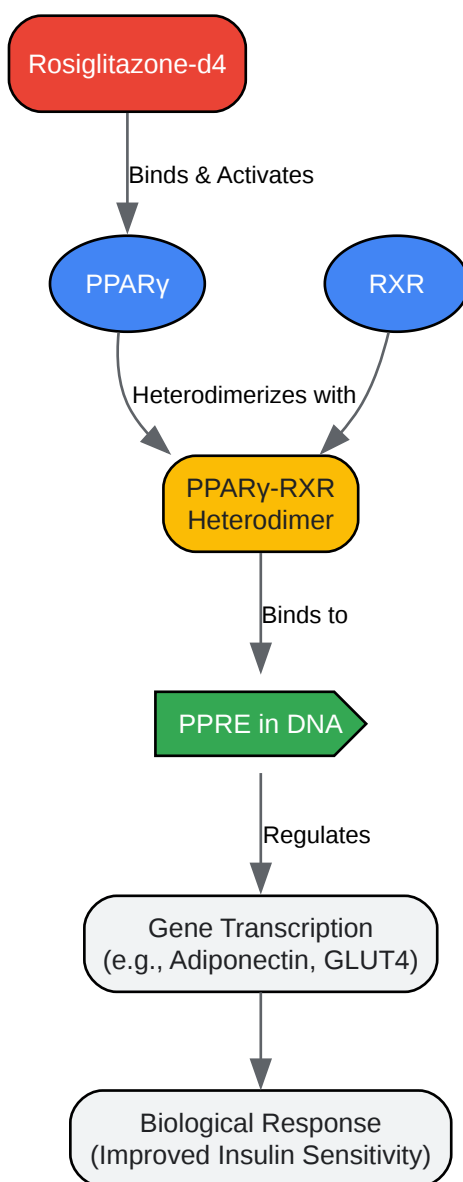 Rosiglitazone-d4
Binds & Activates
PPARγ
RXR
Heterodimerizes with
PPARγ-RXR
Heterodimer
Binds to
PPRE in DNA
Regulates
Gene Transcription
(e.g., Adiponectin, GLUT4)
Biological Response
(Improved Insulin Sensitivity)